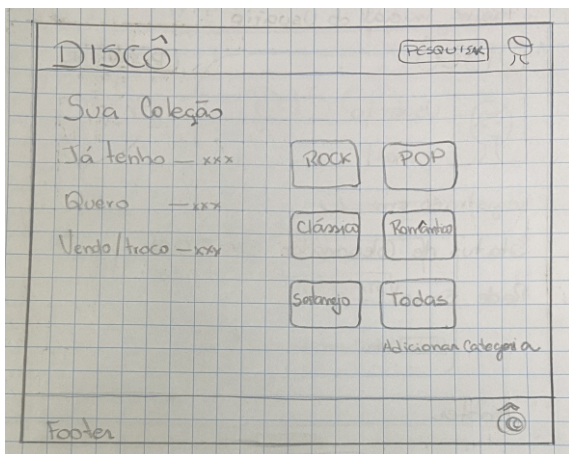 DISCÔ
PESQUISAR
Sua Coleção
Já tenho – xxx
Quero – xxx
Vendo/troco – xxx
ROCK
POP
Clássica
Romântica
Sertanejo
Todas
Adicionar Categoria
Footer